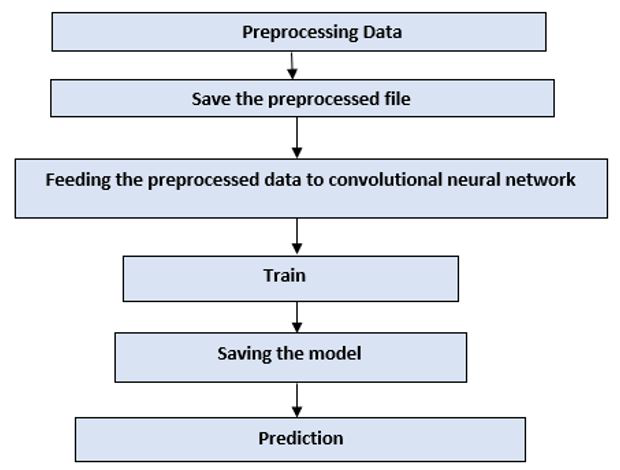 Preprocessing Data
Save the preprocessed file
Feeding the preprocessed data to convolutional neural network
Train
Saving the model
Prediction